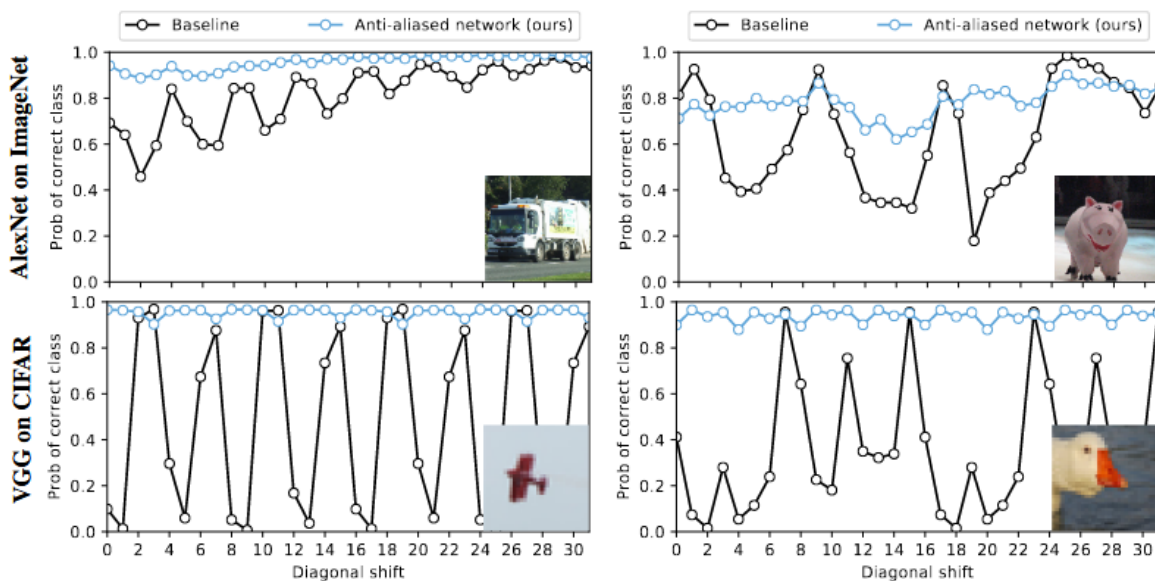 Baseline Anti-aliased network (ours)
Baseline Anti-aliased network (ours)
AlexNet on ImageNet
Prob of correct class
1.0
0.8
0.6
0.4
0.2
0.0
Prob of correct class
1.0
0.8
0.6
0.4
0.2
0.0
VGG on CIFAR
Prob of correct class
1.0
0.8
0.6
0.4
0.2
0.0
0 2 4 6 8 10 12 14 16 18 20 22 24 26 28 30
Diagonal shift
Prob of correct class
1.0
0.8
0.6
0.4
0.2
0.0
0 2 4 6 8 10 12 14 16 18 20 22 24 26 28 30
Diagonal shift